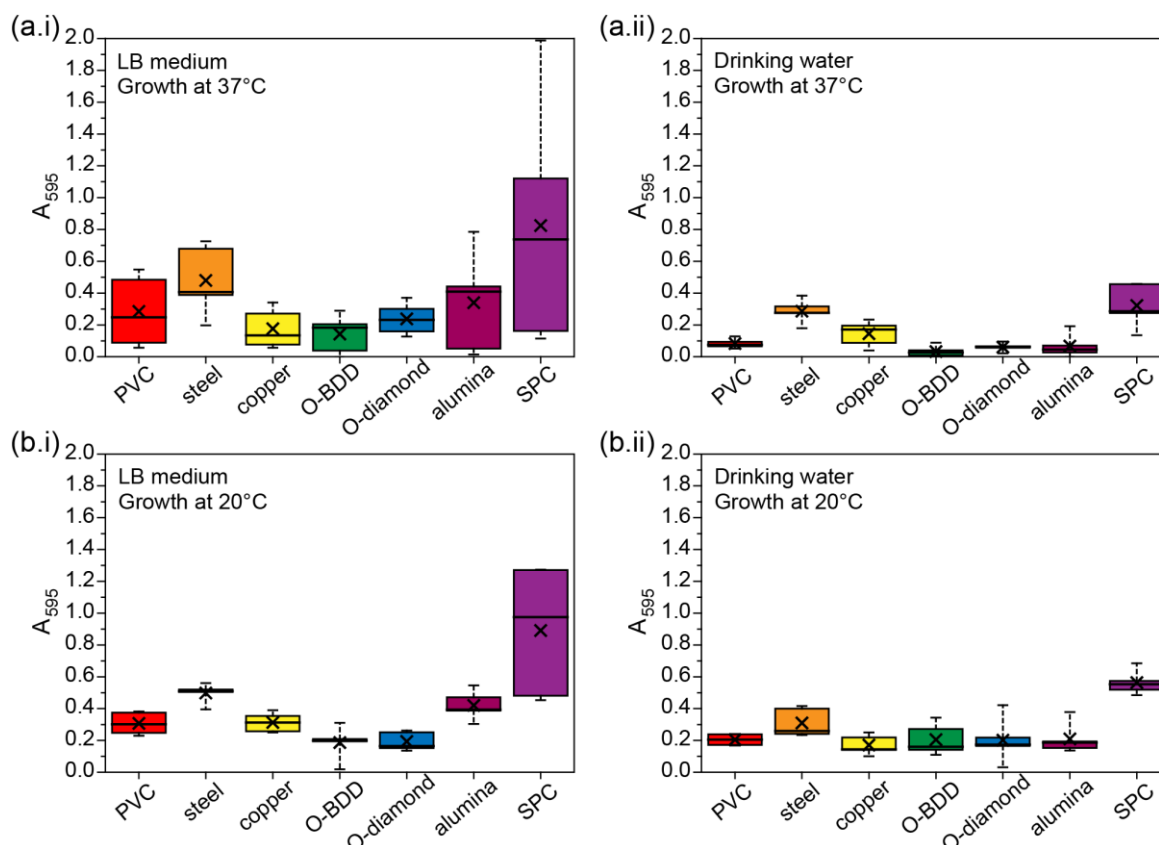 (a.i)
LB medium
Growth at 37°C
A595
2.0
1.8
1.6
1.4
1.2
1.0
0.8
0.6
0.4
0.2
0.0
PVC
steel
copper
O-BDD
O-diamond
alumina
SPC
(a.ii)
Drinking water
Growth at 37°C
A595
2.0
1.8
1.6
1.4
1.2
1.0
0.8
0.6
0.4
0.2
0.0
PVC
steel
copper
O-BDD
O-diamond
alumina
SPC
(b.i)
LB medium
Growth at 20°C
A595
2.0
1.8
1.6
1.4
1.2
1.0
0.8
0.6
0.4
0.2
0.0
PVC
steel
copper
O-BDD
O-diamond
alumina
SPC
(b.ii)
Drinking water
Growth at 20°C
A595
2.0
1.8
1.6
1.4
1.2
1.0
0.8
0.6
0.4
0.2
0.0
PVC
steel
copper
O-BDD
O-diamond
alumina
SPC